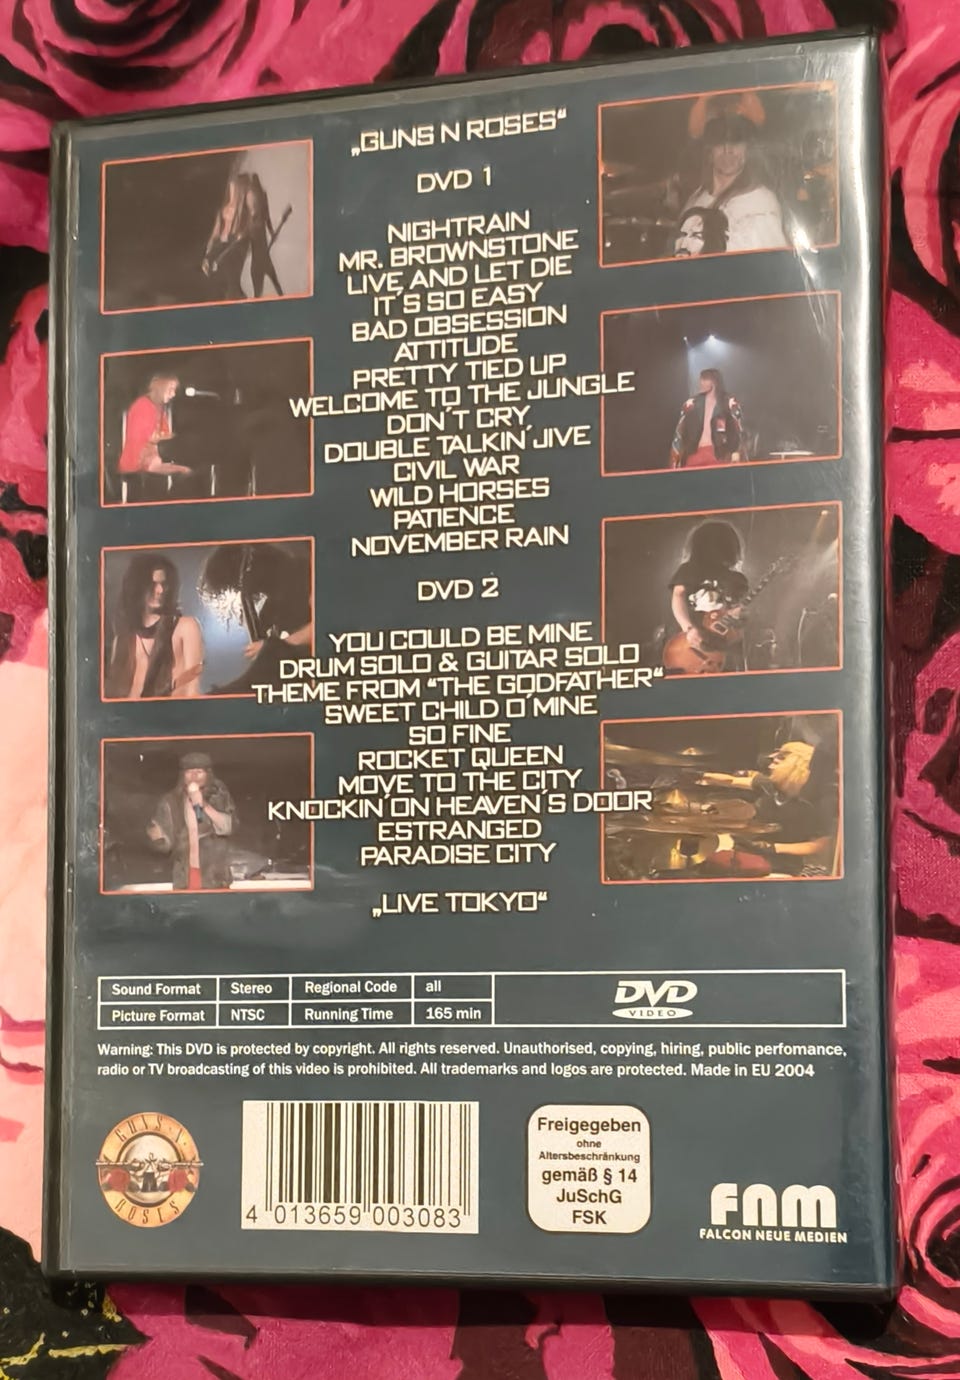 „GUNS N ROSES“
DVD 1
NIGHTRAIN
MR. BROWNSTONE
LIVE AND LET DIE
IT´S SO EASY
BAD OBSESSION
ATTITUDE
PRETTY TIED UP
WELCOME TO THE JUNGLE
DON´T CRY
DOUBLE TALKIN´JIVE
CIVIL WAR
WILD HORSES
PATIENCE
NOVEMBER RAIN
DVD 2
YOU COULD BE MINE
DRUM SOLO & GUITAR SOLO
THEME FROM “THE GODFATHER“
SWEET CHILD O´MINE
SO FINE
ROCKET QUEEN
MOVE TO THE CITY
KNOCKIN´ON HEAVEN´S DOOR
ESTRANGED
PARADISE CITY
„LIVE TOKYO“
Sound Format Stereo Regional Code all
Picture Format NTSC Running Time 165 min
DVD
VIDEO
Warning: This DVD is protected by copyright. All rights reserved. Unauthorised, copying, hiring, public perfomance,
radio or TV broadcasting of this video is prohibited. All trademarks and logos are protected. Made in EU 2004
GUNS N
ROSES
4 013659 003083
Freigegeben
ohne
Altersbeschränkung
gemäß § 14
JuSchG
FSK
fnm
FALCON NEUE MEDIEN